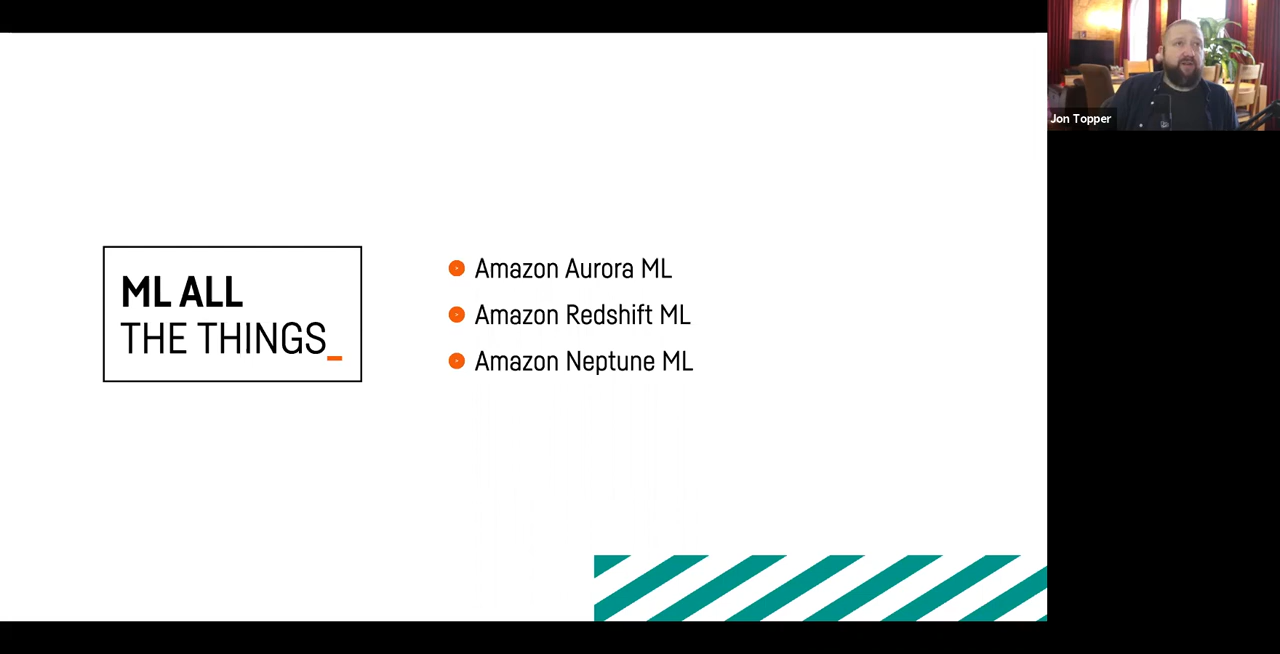 ML ALL
THE THINGS_
Amazon Aurora ML
Amazon Redshift ML
Amazon Neptune ML
Jon Topper